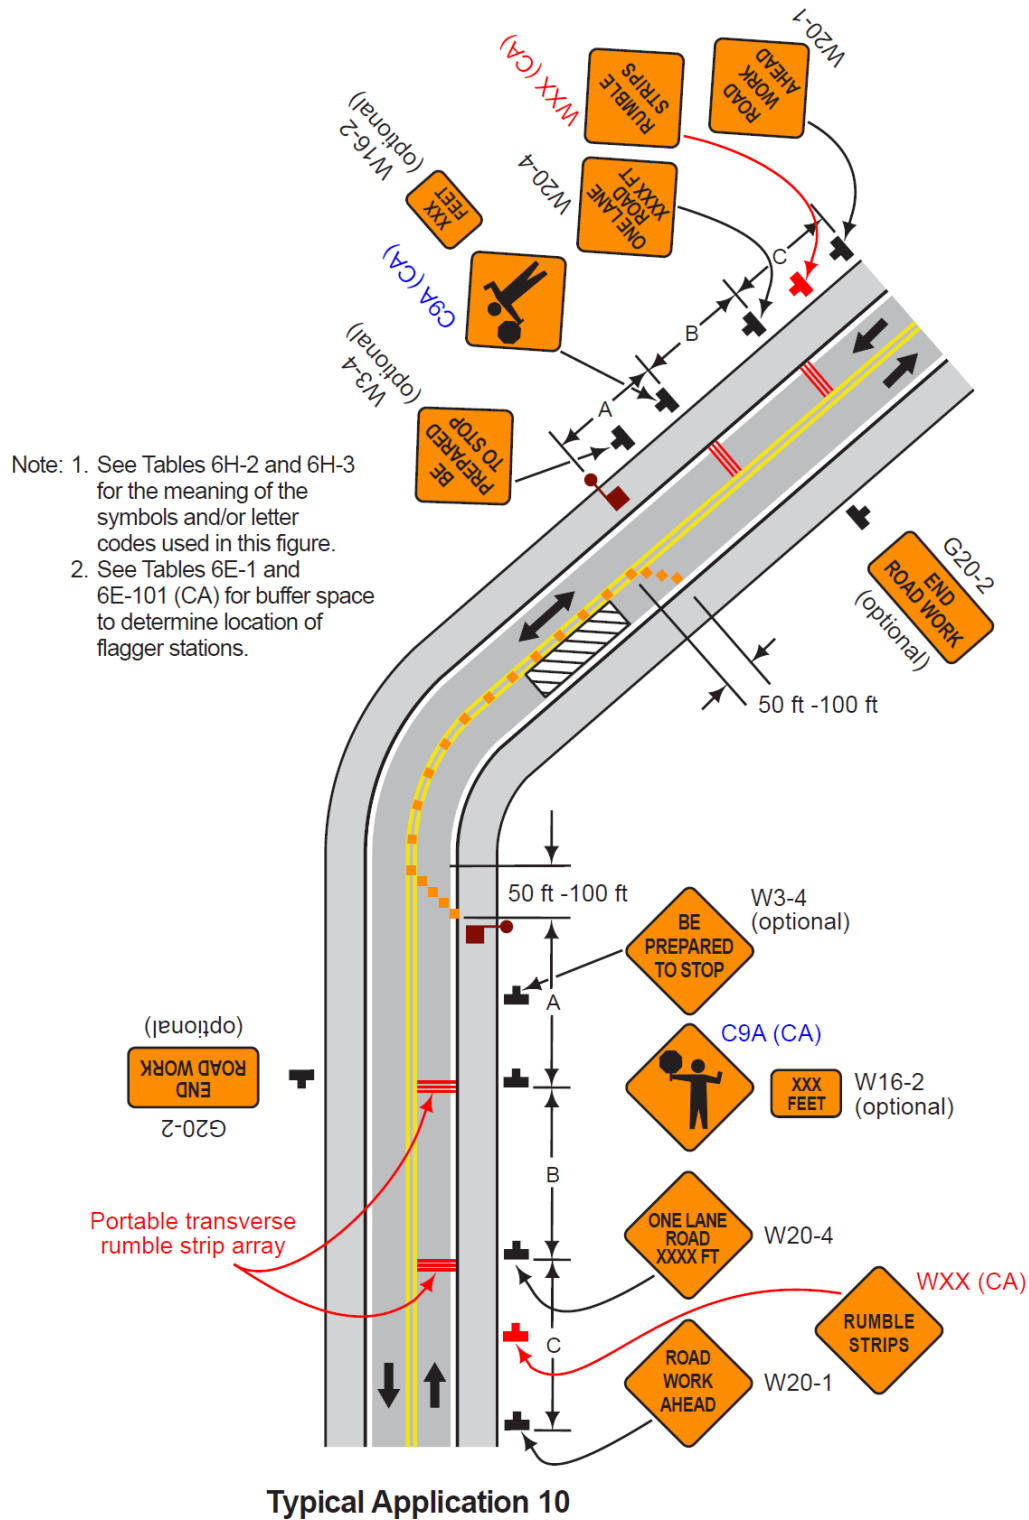 W20-1
ROAD
WORK
AHEAD
WXX (CA)
RUMBLE
STRIPS
W20-4
ONE LANE
ROAD
XXXX FT
W16-2
(optional)
XXX
FEET
C9A (CA)
W3-4
(optional)
BE
PREPARED
TO STOP
C
B
A
Note: 1. See Tables 6H-2 and 6H-3
for the meaning of the
symbols and/or letter
codes used in this figure.
2. See Tables 6E-1 and
6E-101 (CA) for buffer space
to determine location of
flagger stations.
G20-2
END
ROAD WORK
(optional)
50 ft -100 ft
50 ft -100 ft
W3-4
(optional)
BE
PREPARED
TO STOP
A
C9A (CA)
XXX
FEET
W16-2
(optional)
G20-2
END
ROAD WORK
(optional)
B
Portable transverse
rumble strip array
ONE LANE
ROAD
XXXX FT
W20-4
WXX (CA)
RUMBLE
STRIPS
C
ROAD
WORK
AHEAD
W20-1
Typical Application 10